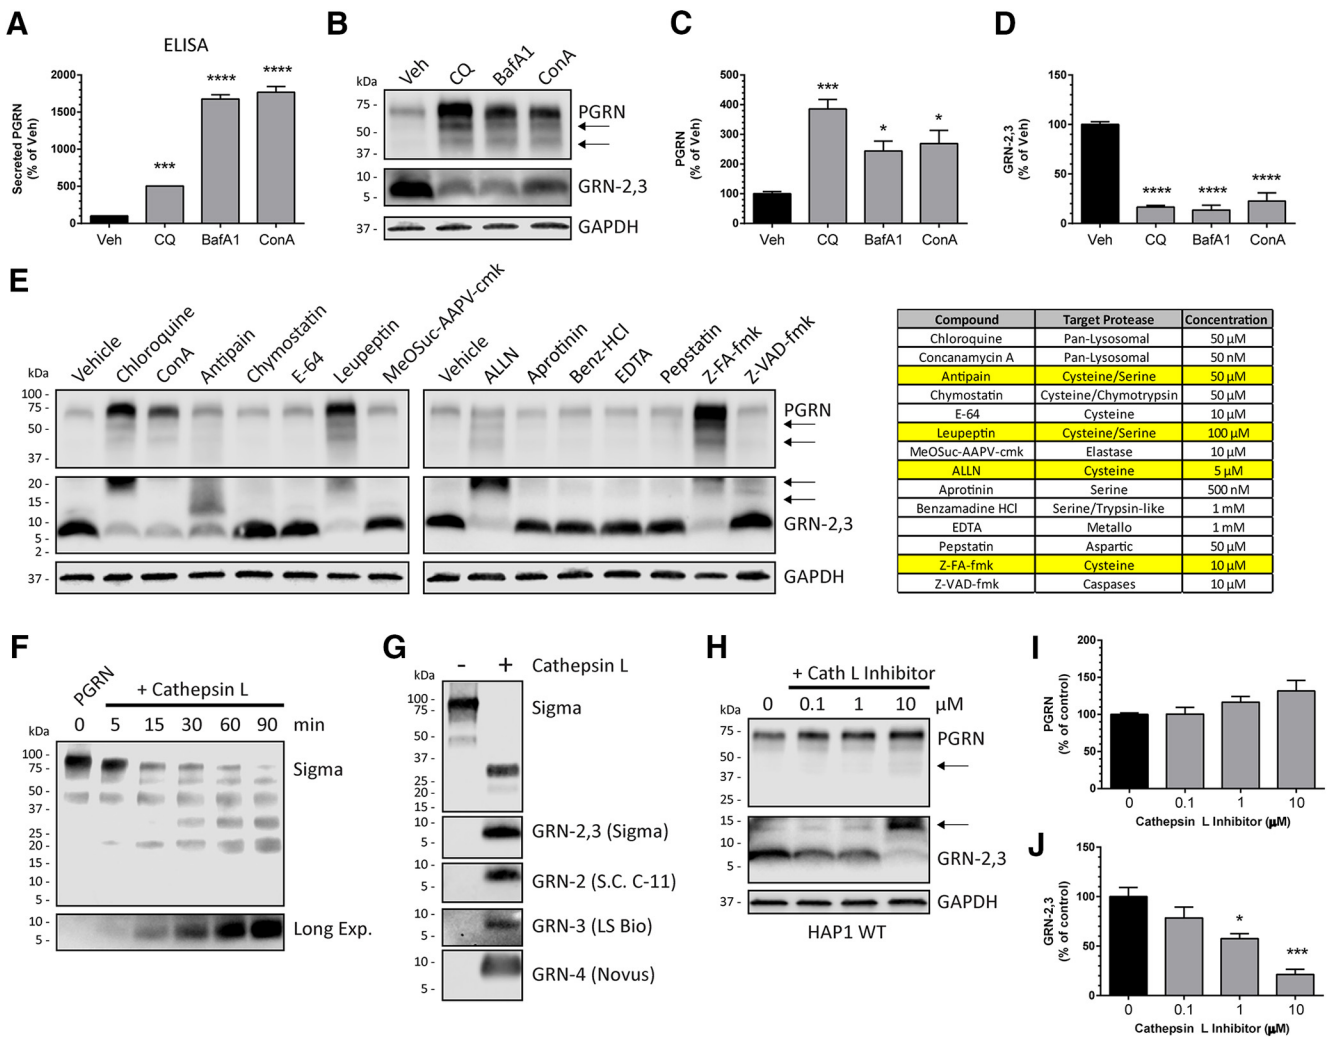 A
ELISA
Secreted PGRN
(% of Veh)
2000
1500
1000
500
0
***
****
****
Veh CQ BafA1 ConA
B
Veh CQ BafA1 ConA
kDa
75 -
50 -
37 -
PGRN
10 -
5 -
GRN-2,3
37 -
GAPDH
C
PGRN
(% of Veh)
500
400
300
200
100
0
***
*
*
Veh CQ BafA1 ConA
D
GRN-2,3
(% of Veh)
150
100
50
0
****
****
****
Veh CQ BafA1 ConA
E
Vehicle Chloroquine ConA Antipain Chymostatin E-64 Leupeptin MeOSuc-AAPV-cmk
Vehicle ALLN Aprotinin Benz-HCl EDTA Pepstatin Z-FA-fmk Z-VAD-fmk
kDa
100 -
75 -
50 -
37 -
PGRN
20 -
15 -
10 -
5 -
2 -
GRN-2,3
37 -
GAPDH
Compound Target Protease Concentration
Chloroquine Pan-Lysosomal 50 µM
Concanamycin A Pan-Lysosomal 50 nM
Antipain Cysteine/Serine 50 µM
Chymostatin Cysteine/Chymotrypsin 50 µM
E-64 Cysteine 10 µM
Leupeptin Cysteine/Serine 100 µM
MeOSuc-AAPV-cmk Elastase 10 µM
ALLN Cysteine 5 µM
Aprotinin Serine 500 nM
Benzamadine HCl Serine/Trypsin-like 1 mM
EDTA Metallo 1 mM
Pepstatin Aspartic 50 µM
Z-FA-fmk Cysteine 10 µM
Z-VAD-fmk Caspases 10 µM
F
PGRN
+ Cathepsin L
0 5 15 30 60 90 min
kDa
100 -
75 -
50 -
37 -
25 -
20 -
15 -
10 -
5 -
Sigma
10 -
5 -
Long Exp.
G
- + Cathepsin L
kDa
100 -
75 -
50 -
37 -
25 -
20 -
15 -
Sigma
10 -
5 -
GRN-2,3 (Sigma)
10 -
5 -
GRN-2 (S.C. C-11)
10 -
5 -
GRN-3 (LS Bio)
10 -
5 -
GRN-4 (Novus)
H
+ Cath L Inhibitor
0 0.1 1 10 µM
kDa
75 -
50 -
37 -
25 -
PGRN
15 -
10 -
5 -
GRN-2,3
37 -
GAPDH
HAP1 WT
I
PGRN
(% of control)
200
150
100
50
0
0 0.1 1 10
Cathepsin L Inhibitor (µM)
J
GRN-2,3
(% of control)
150
100
50
0
*
***
0 0.1 1 10
Cathepsin L Inhibitor (µM)